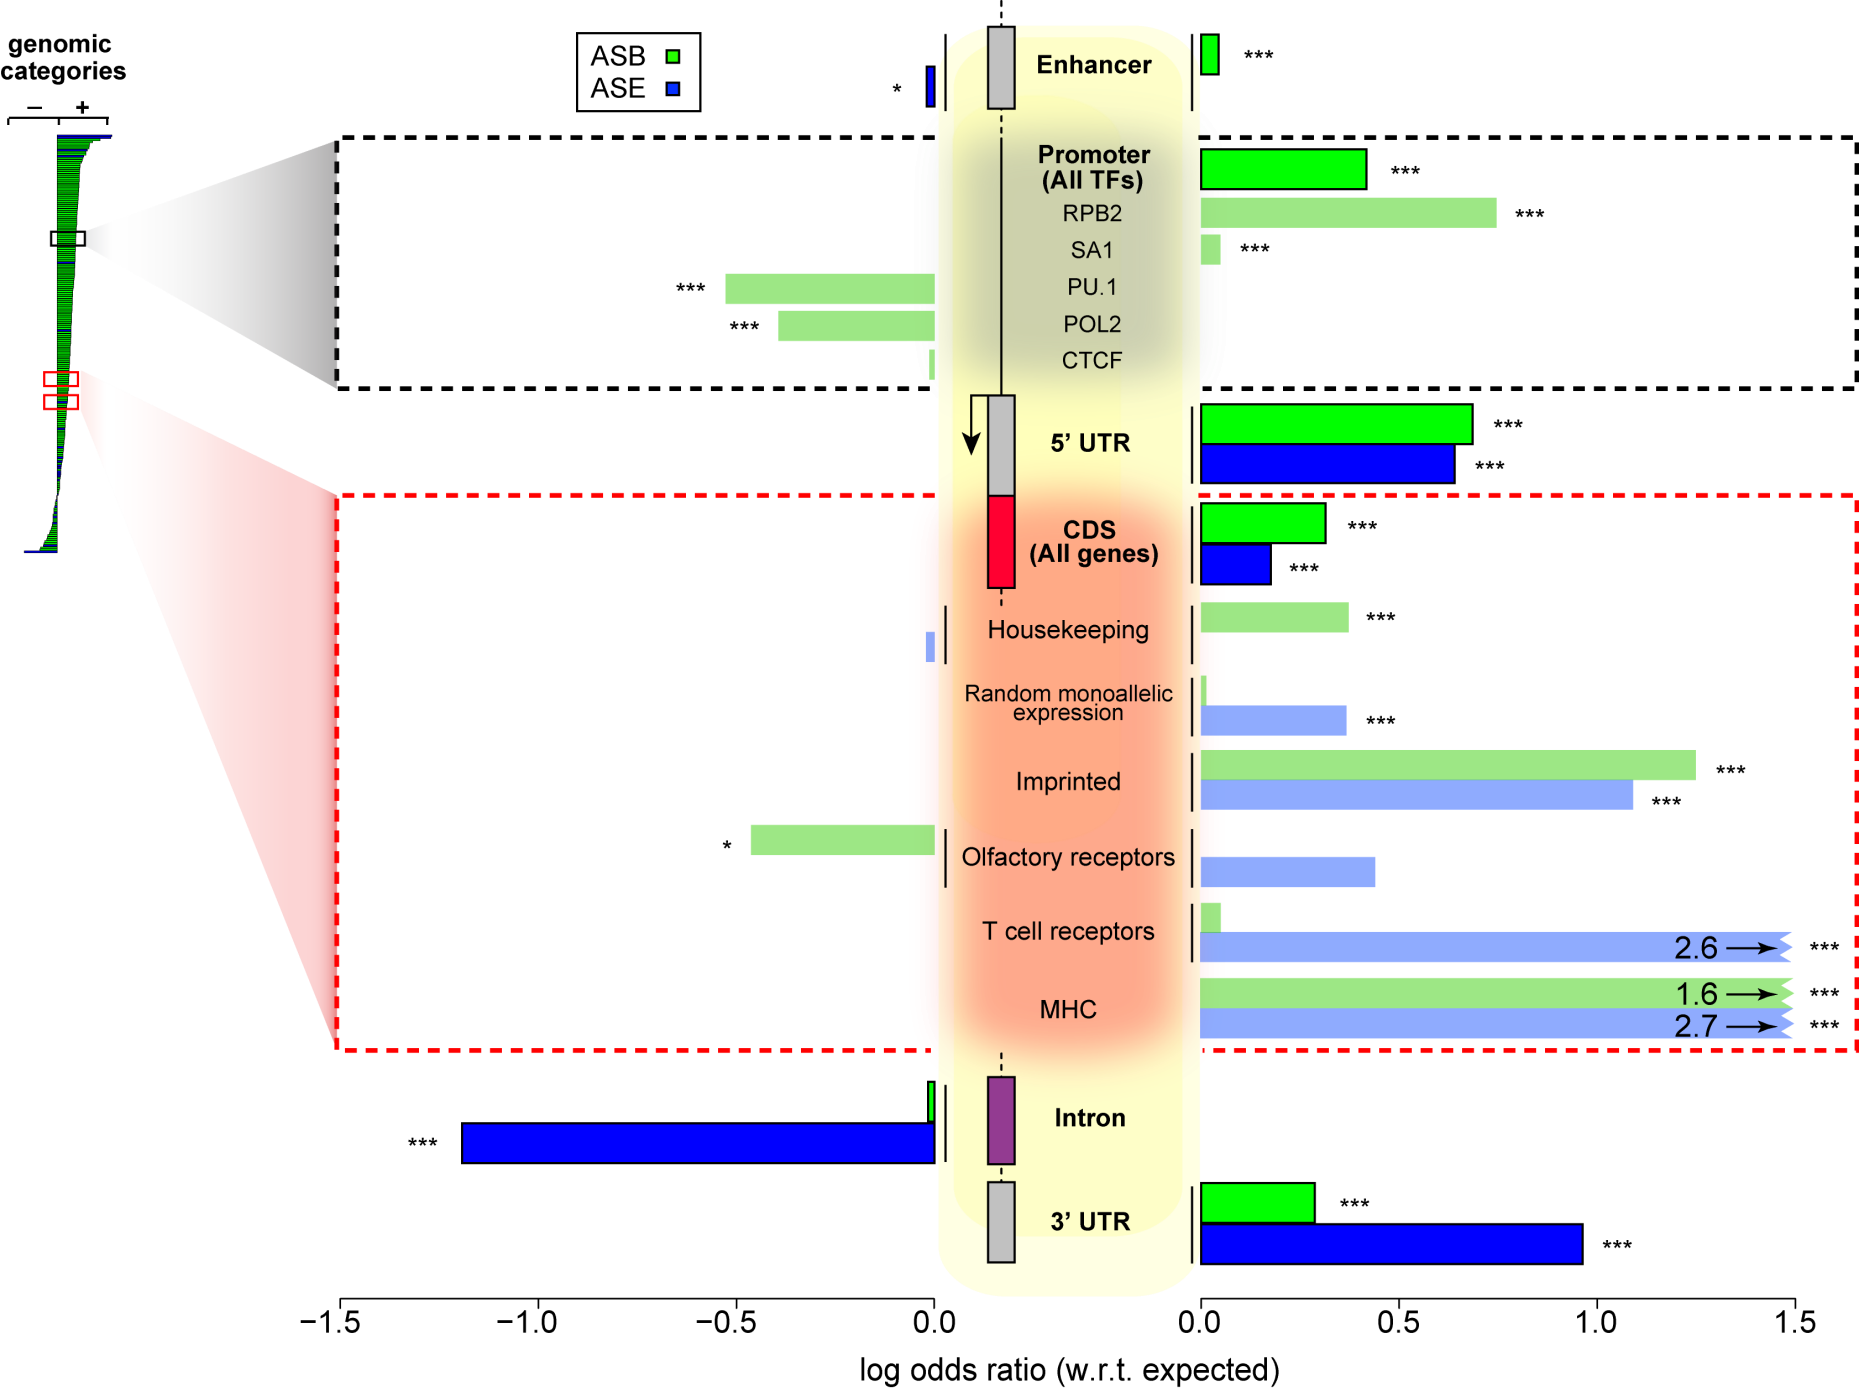 genomic
categories
− +
ASB
ASE
Enhancer
***
*
Promoter
(All TFs)
***
RPB2
***
SA1
***
PU.1
***
POL2
***
CTCF
5’ UTR
***
***
CDS
(All genes)
***
***
Housekeeping
***
Random monoallelic
expression
***
Imprinted
***
***
Olfactory receptors
*
T cell receptors
2.6 ***
MHC
1.6 ***
2.7 ***
Intron
***
3’ UTR
***
***
−1.5 −1.0 −0.5 0.0 0.0 0.5 1.0 1.5
log odds ratio (w.r.t. expected)